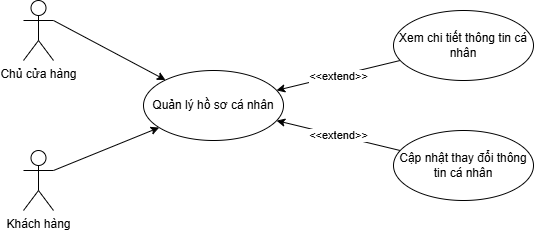 Chủ cửa hàng
Khách hàng
Quản lý hồ sơ cá nhân
<<extend>>
<<extend>>
Xem chi tiết thông tin cá
nhân
Cập nhật thay đổi thông
tin cá nhân